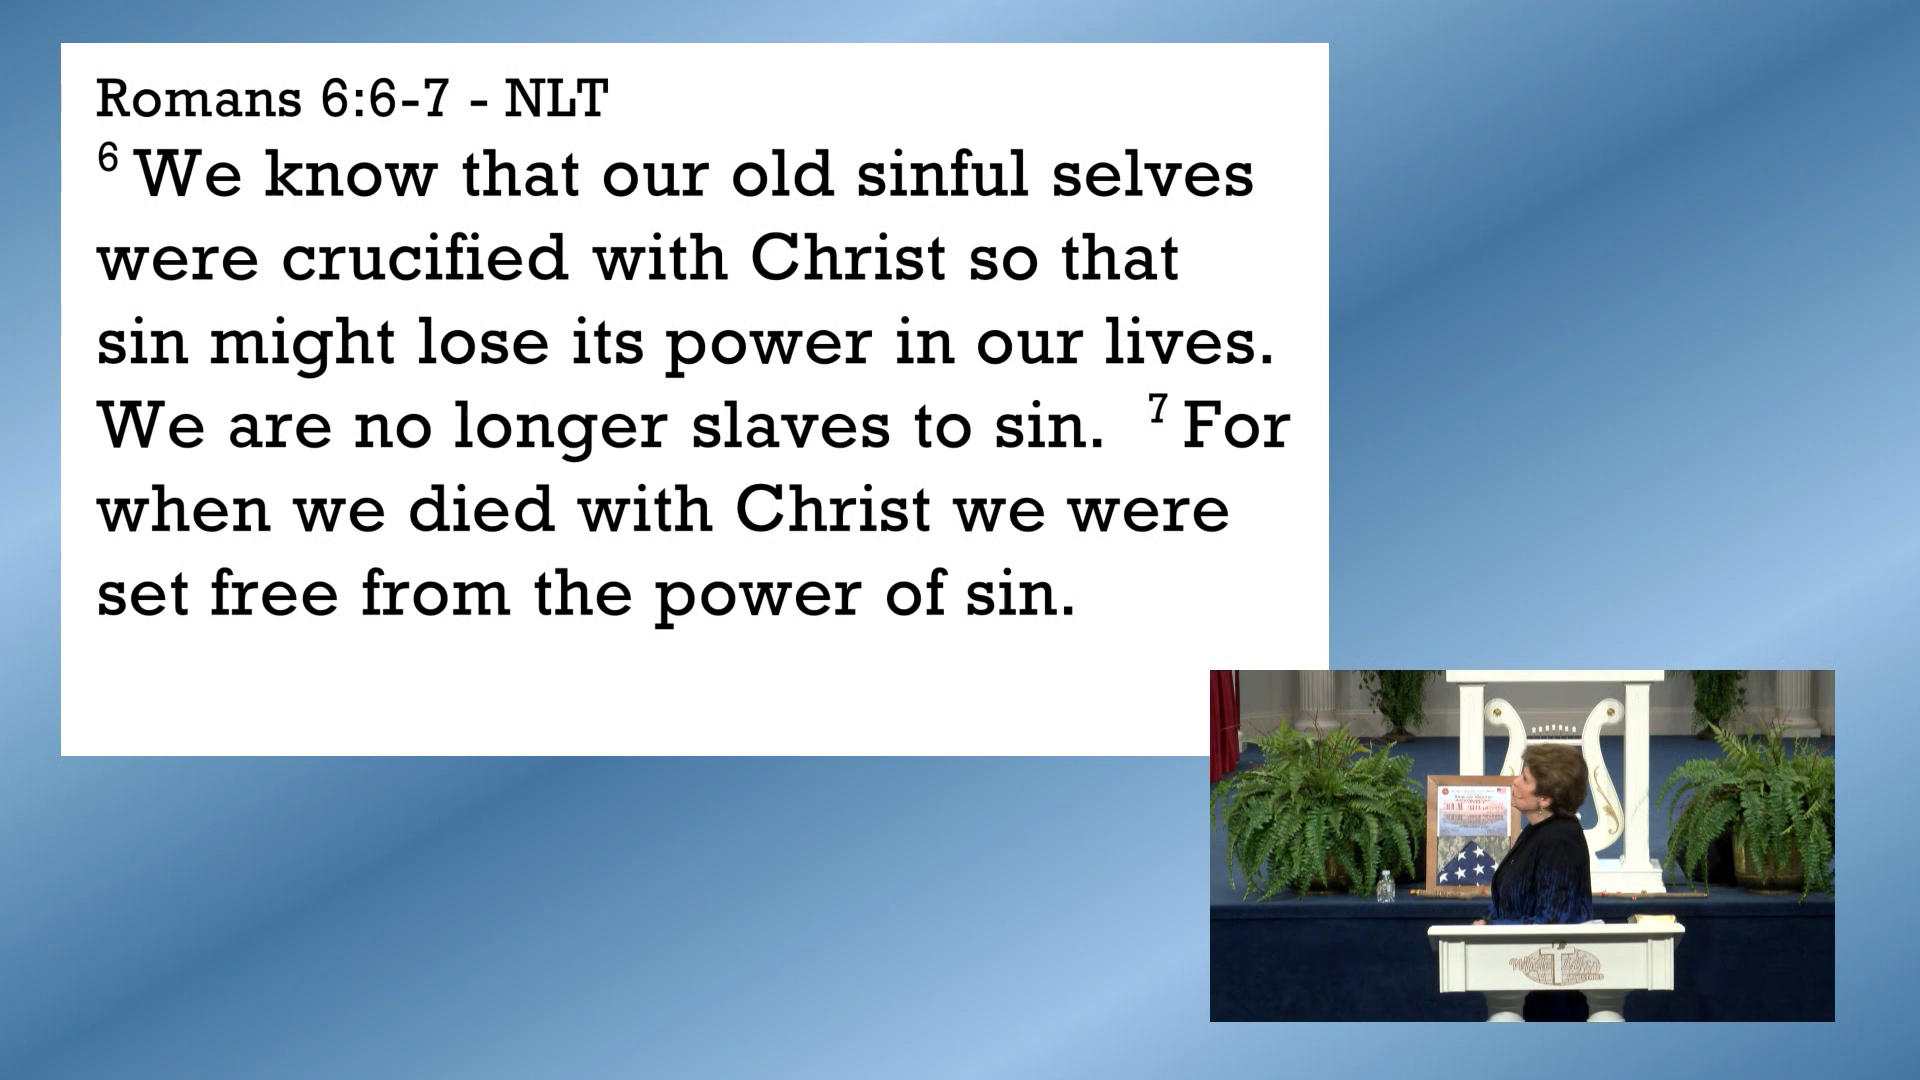 Romans 6:6-7 - NLT
6 We know that our old sinful selves
were crucified with Christ so that
sin might lose its power in our lives.
We are no longer slaves to sin. 7 For
when we died with Christ we were
set free from the power of sin.